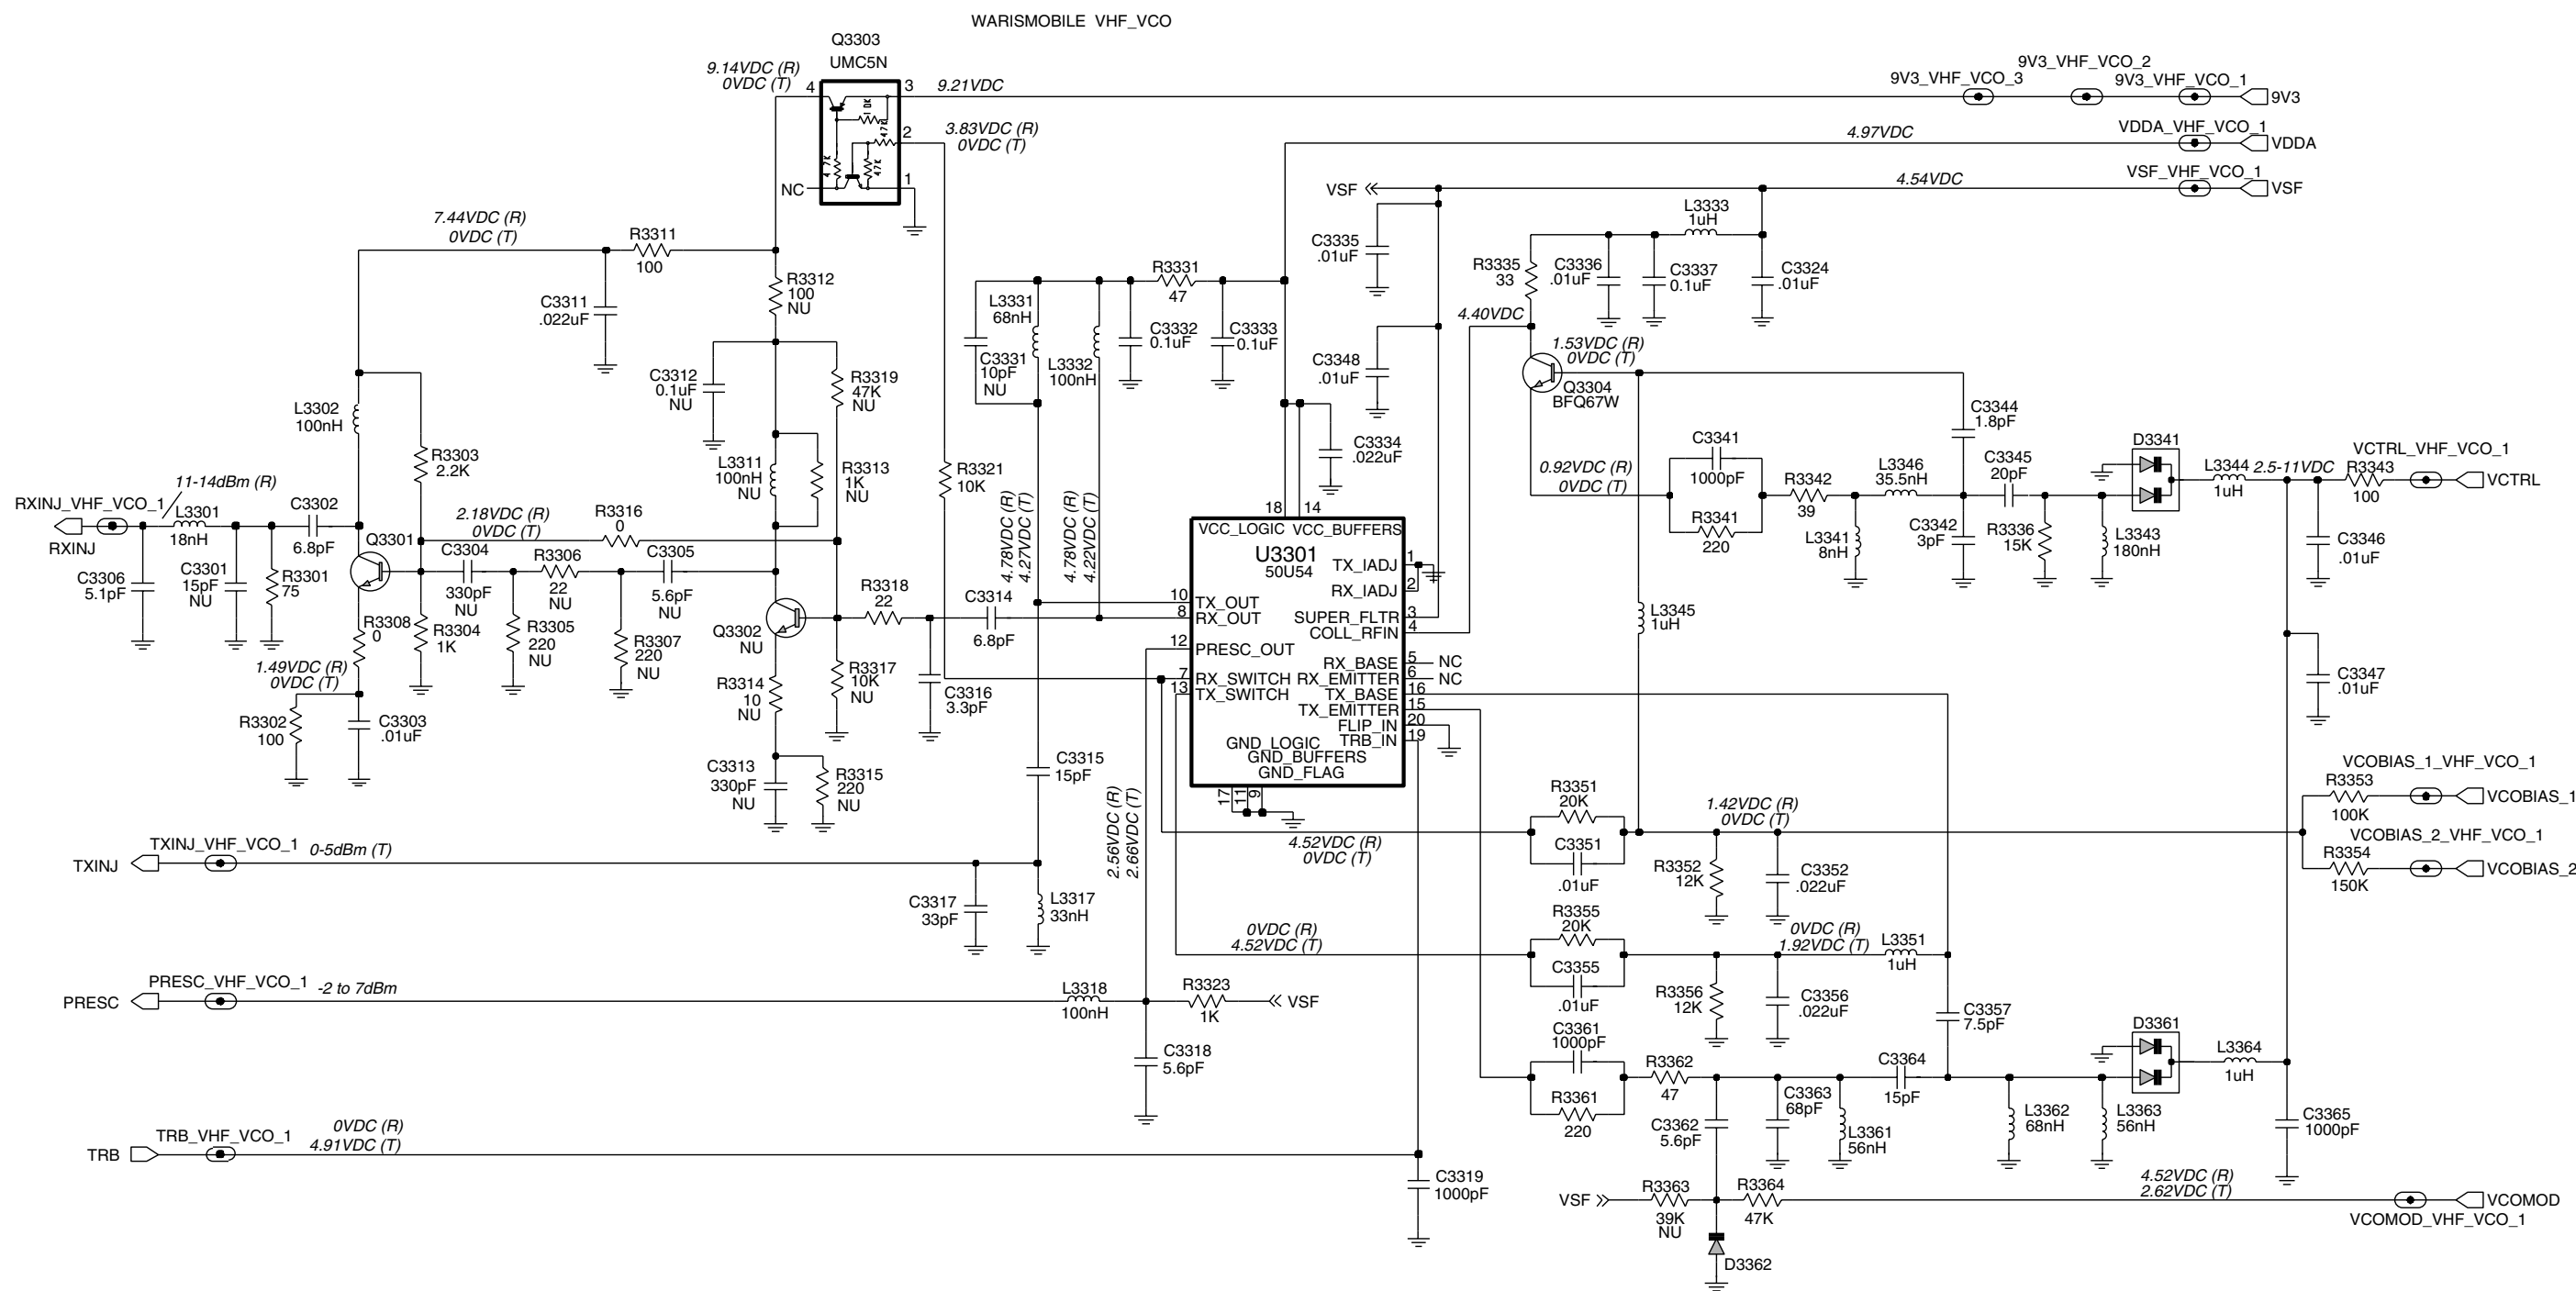 WARISMOBILE VHF_VCO
Q3303
UMC5N
9.14VDC (R)
0VDC (T)
4
3
9.21VDC
10K
47K
2
3.83VDC (R)
0VDC (T)
4.7K
47K
NC
1
9V3_VHF_VCO_3
9V3_VHF_VCO_2
9V3_VHF_VCO_1
9V3
4.97VDC
VDDA_VHF_VCO_1
VDDA
VSF
4.54VDC
VSF_VHF_VCO_1
VSF
7.44VDC (R)
0VDC (T)
R3311
100
C3311
.022uF
R3312
100
NU
C3312
0.1uF
NU
R3319
47K
NU
L3302
100nH
R3303
2.2K
L3311
100nH
NU
R3313
1K
NU
R3321
10K
L3331
68nH
C3331
10pF
NU
L3332
100nH
C3332
0.1uF
R3331
47
C3333
0.1uF
C3335
.01uF
C3348
.01uF
C3334
.022uF
L3333
1uH
R3335
33
C3336
.01uF
C3337
0.1uF
C3324
.01uF
4.40VDC
1.53VDC (R)
0VDC (T)
Q3304
BFQ67W
C3344
1.8pF
0.92VDC (R)
0VDC (T)
C3341
1000pF
R3341
220
R3342
39
L3346
35.5nH
L3341
8nH
C3342
3pF
C3345
20pF
R3336
15K
L3343
180nH
D3341
L3344
1uH
2.5-11VDC
R3343
100
VCTRL_VHF_VCO_1
VCTRL
C3346
.01uF
C3347
.01uF
RXINJ_VHF_VCO_1
RXINJ
11-14dBm (R)
L3301
18nH
C3302
6.8pF
C3306
5.1pF
C3301
15pF
NU
R3301
75
Q3301
2.18VDC (R)
0VDC (T)
R3316
0
C3304
330pF
NU
R3306
22
NU
C3305
5.6pF
NU
R3308
0
R3304
1K
R3305
220
NU
R3307
220
NU
1.49VDC (R)
0VDC (T)
R3302
100
C3303
.01uF
Q3302
NU
R3318
22
C3314
6.8pF
R3314
10
NU
R3317
10K
NU
C3316
3.3pF
C3313
330pF
NU
R3315
220
NU
4.78VDC (R)
4.27VDC (T)
4.78VDC (R)
4.22VDC (T)
18
14
VCC_LOGIC
VCC_BUFFERS
U3301
50U54
TX_IADJ
1
RX_IADJ
2
10
TX_OUT
8
RX_OUT
SUPER_FLTR
3
COLL_RFIN
4
12
PRESC_OUT
RX_BASE
5
NC
7
RX_SWITCH
RX_EMITTER
6
NC
13
TX_SWITCH
TX_BASE
16
TX_EMITTER
15
FLIP_IN
20
TRB_IN
19
GND_LOGIC
GND_BUFFERS
GND_FLAG
17
11
9
C3315
15pF
L3345
1uH
TXINJ
TXINJ_VHF_VCO_1
0-5dBm (T)
C3317
33pF
L3317
33nH
2.56VDC (R)
2.66VDC (T)
4.52VDC (R)
0VDC (T)
R3351
20K
C3351
.01uF
1.42VDC (R)
0VDC (T)
R3352
12K
C3352
.022uF
VCOBIAS_1_VHF_VCO_1
R3353
100K
VCOBIAS_1
VCOBIAS_2_VHF_VCO_1
R3354
150K
VCOBIAS_2
0VDC (R)
4.52VDC (T)
R3355
20K
C3355
.01uF
0VDC (R)
1.92VDC (T)
L3351
1uH
R3356
12K
C3356
.022uF
C3357
7.5pF
PRESC
PRESC_VHF_VCO_1
-2 to 7dBm
L3318
100nH
R3323
1K
VSF
C3318
5.6pF
C3361
1000pF
R3361
220
R3362
47
C3362
5.6pF
C3363
68pF
L3361
56nH
C3364
15pF
L3362
68nH
L3363
56nH
D3361
L3364
1uH
C3365
1000pF
TRB
TRB_VHF_VCO_1
0VDC (R)
4.91VDC (T)
C3319
1000pF
VSF
R3363
39K
NU
R3364
47K
D3362
4.52VDC (R)
2.62VDC (T)
VCOMOD
VCOMOD_VHF_VCO_1